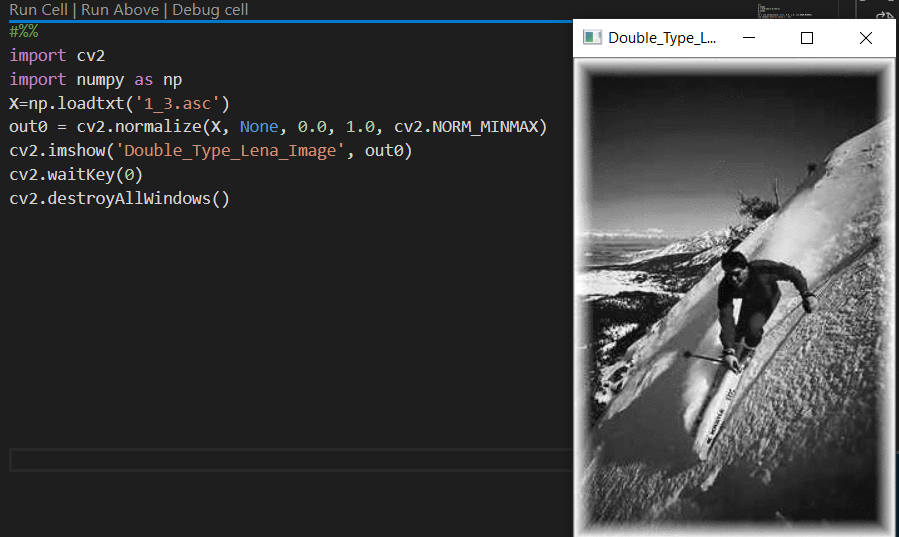 Run Cell | Run Above | Debug cell
#%%
import cv2
import numpy as np
X=np.loadtxt('1_3.asc')
out0 = cv2.normalize(X, None, 0.0, 1.0, cv2.NORM_MINMAX)
cv2.imshow('Double_Type_Lena_Image', out0)
cv2.waitKey(0)
cv2.destroyAllWindows()
Double_Type_L...